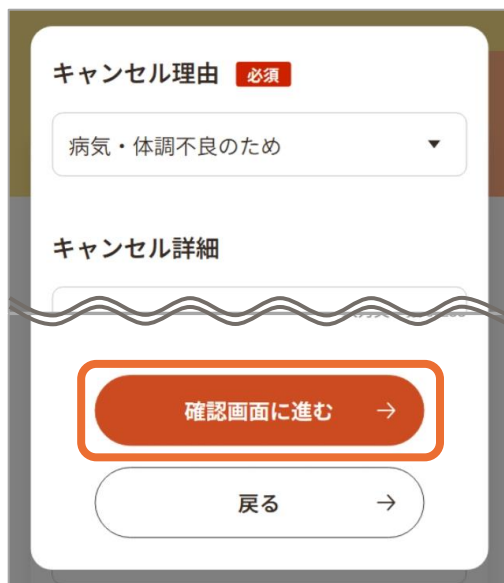 キャンセル理由 必須
病気・体調不良のため
キャンセル詳細
確認画面に進む →
戻る →